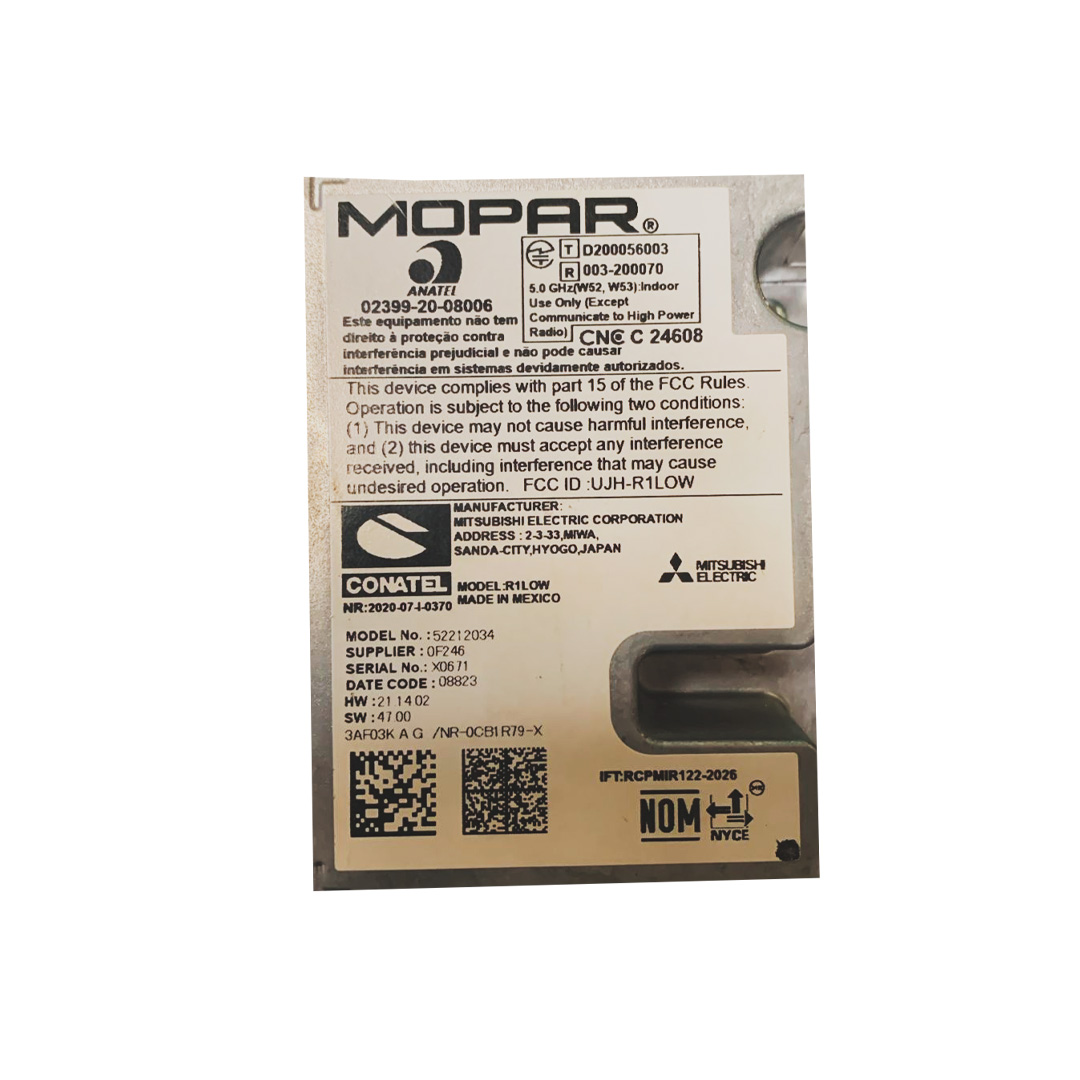 MOPAR®
ANATEL
02399-20-08006
Este equipamento não tem
direito à proteção contra
interferência prejudicial e não pode causar
interferência em sistemas devidamente autorizados.
T D200056003
R 003-200070
5.0 GHz(W52, W53):Indoor
Use Only (Except
Communicate to High Power
Radio)
CNC C 24608
This device complies with part 15 of the FCC Rules.
Operation is subject to the following two conditions:
(1) This device may not cause harmful interference,
and (2) this device must accept any interference
received, including interference that may cause
undesired operation. FCC ID :UJH-R1LOW
CONATEL
NR:2020-07-I-0370
MANUFACTURER:
MITSUBISHI ELECTRIC CORPORATION
ADDRESS : 2-3-33,MIWA,
SANDA-CITY,HYOGO,JAPAN
MODEL:R1LOW
MADE IN MEXICO
MITSUBISHI
ELECTRIC
MODEL No. :52212034
SUPPLIER : 0F246
SERIAL No.: X0671
DATE CODE : 08823
HW :21.14.02
SW :47.00
3AF03K A G /NR-0CB1R79-X
IFT:RCPMIR122-2026
NOM
NYCE